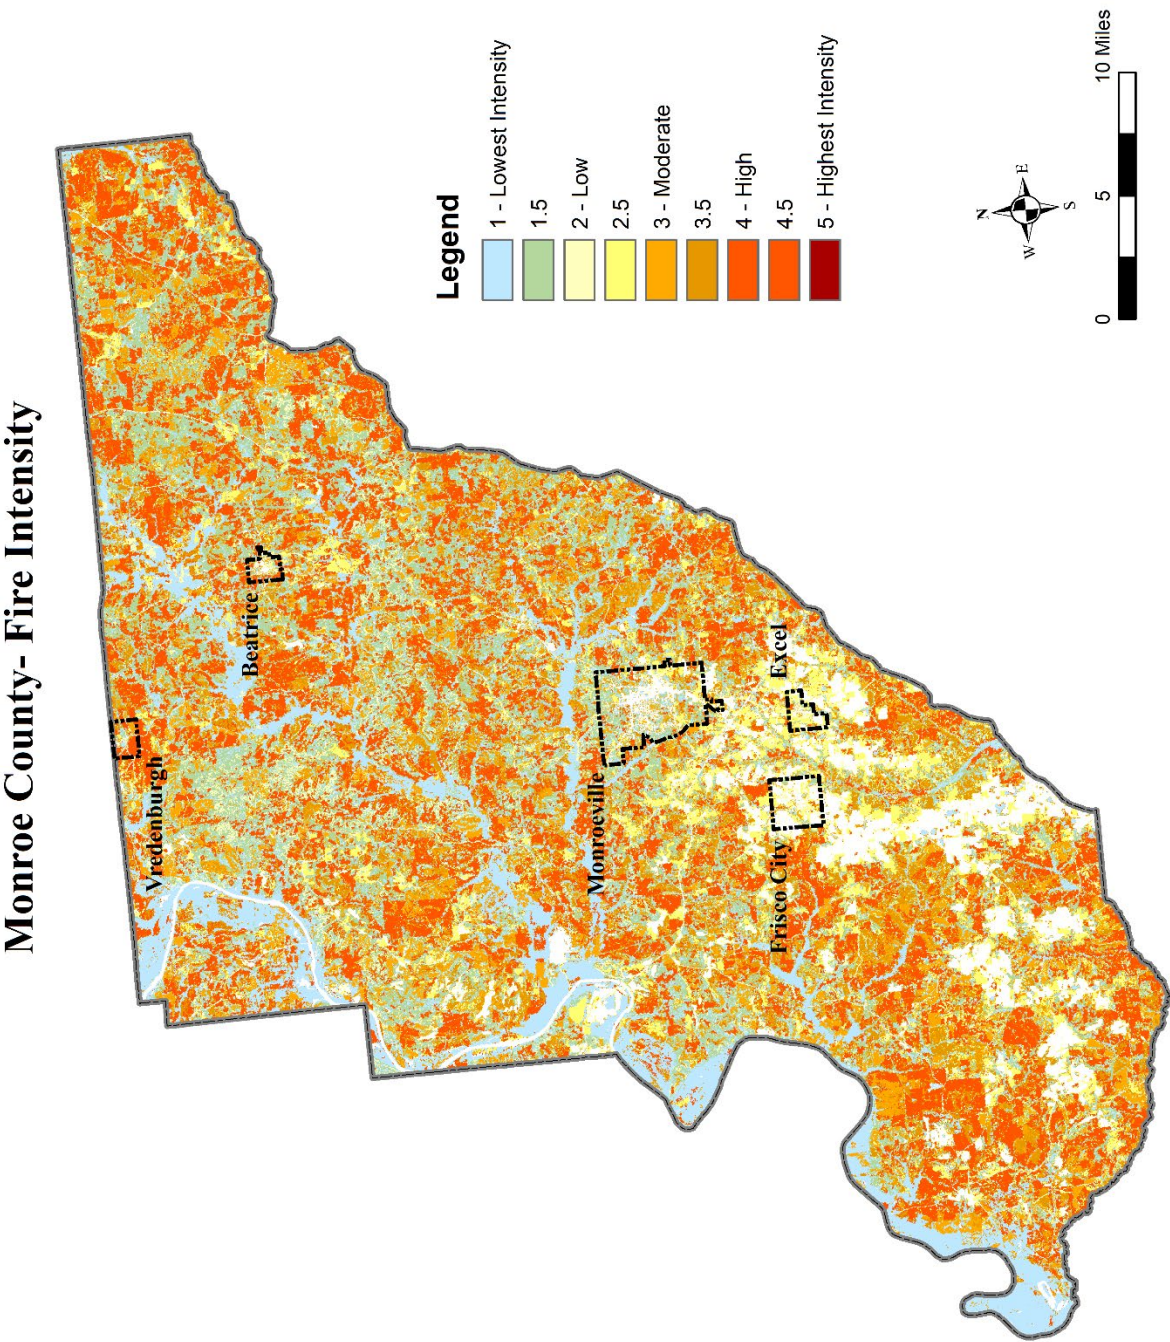 Monroe County- Fire Intensity
Vredenburgh
Beatrice
Monroeville
Excel
Frisco City
Legend
1 - Lowest Intensity
1.5
2 - Low
2.5
3 - Moderate
3.5
4 - High
4.5
5 - Highest Intensity
N
W
E
S
0 5 10 Miles